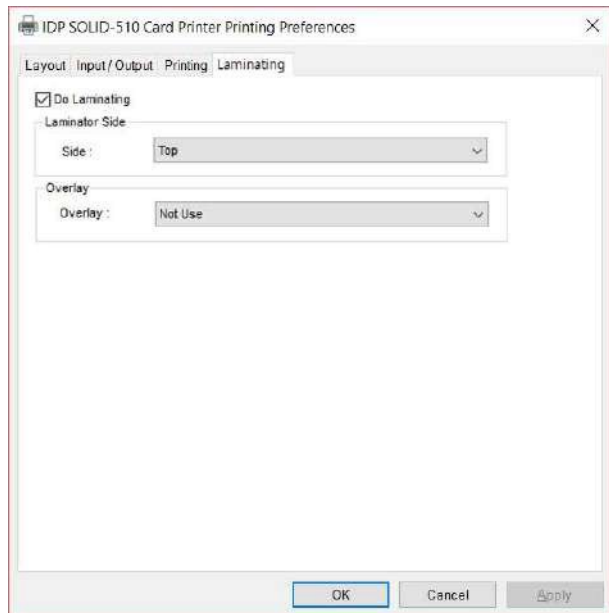 IDP SOLID-510 Card Printer Printing Preferences
Layout Input / Output Printing Laminating
Do Laminating
Laminator Side
Side : Top
Overlay
Overlay : Not Use
OK Cancel Apply